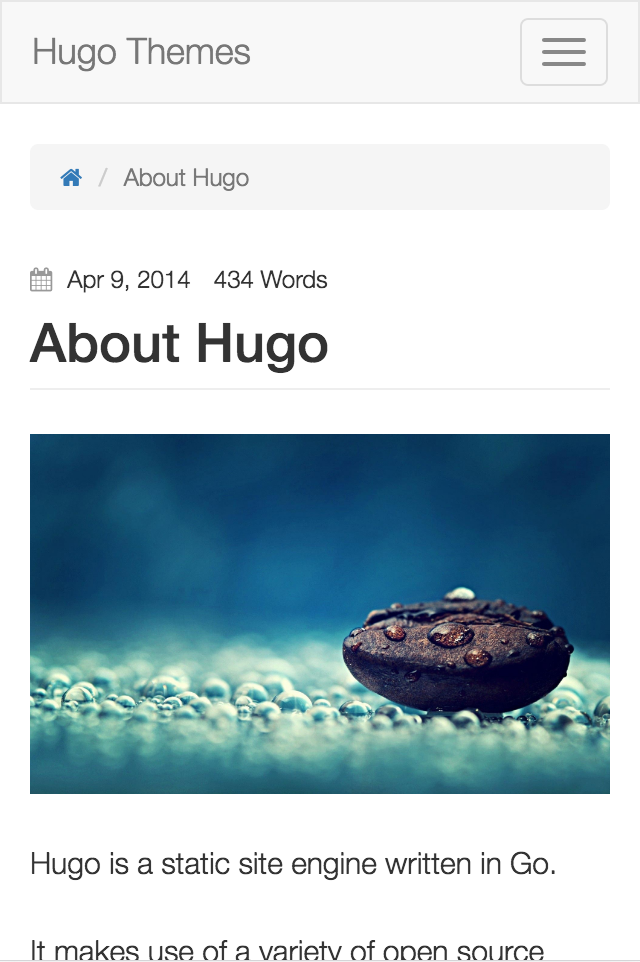 Hugo Themes
/ About Hugo
Apr 9, 2014 434 Words
About Hugo
Hugo is a static site engine written in Go.
It makes use of a variety of open source